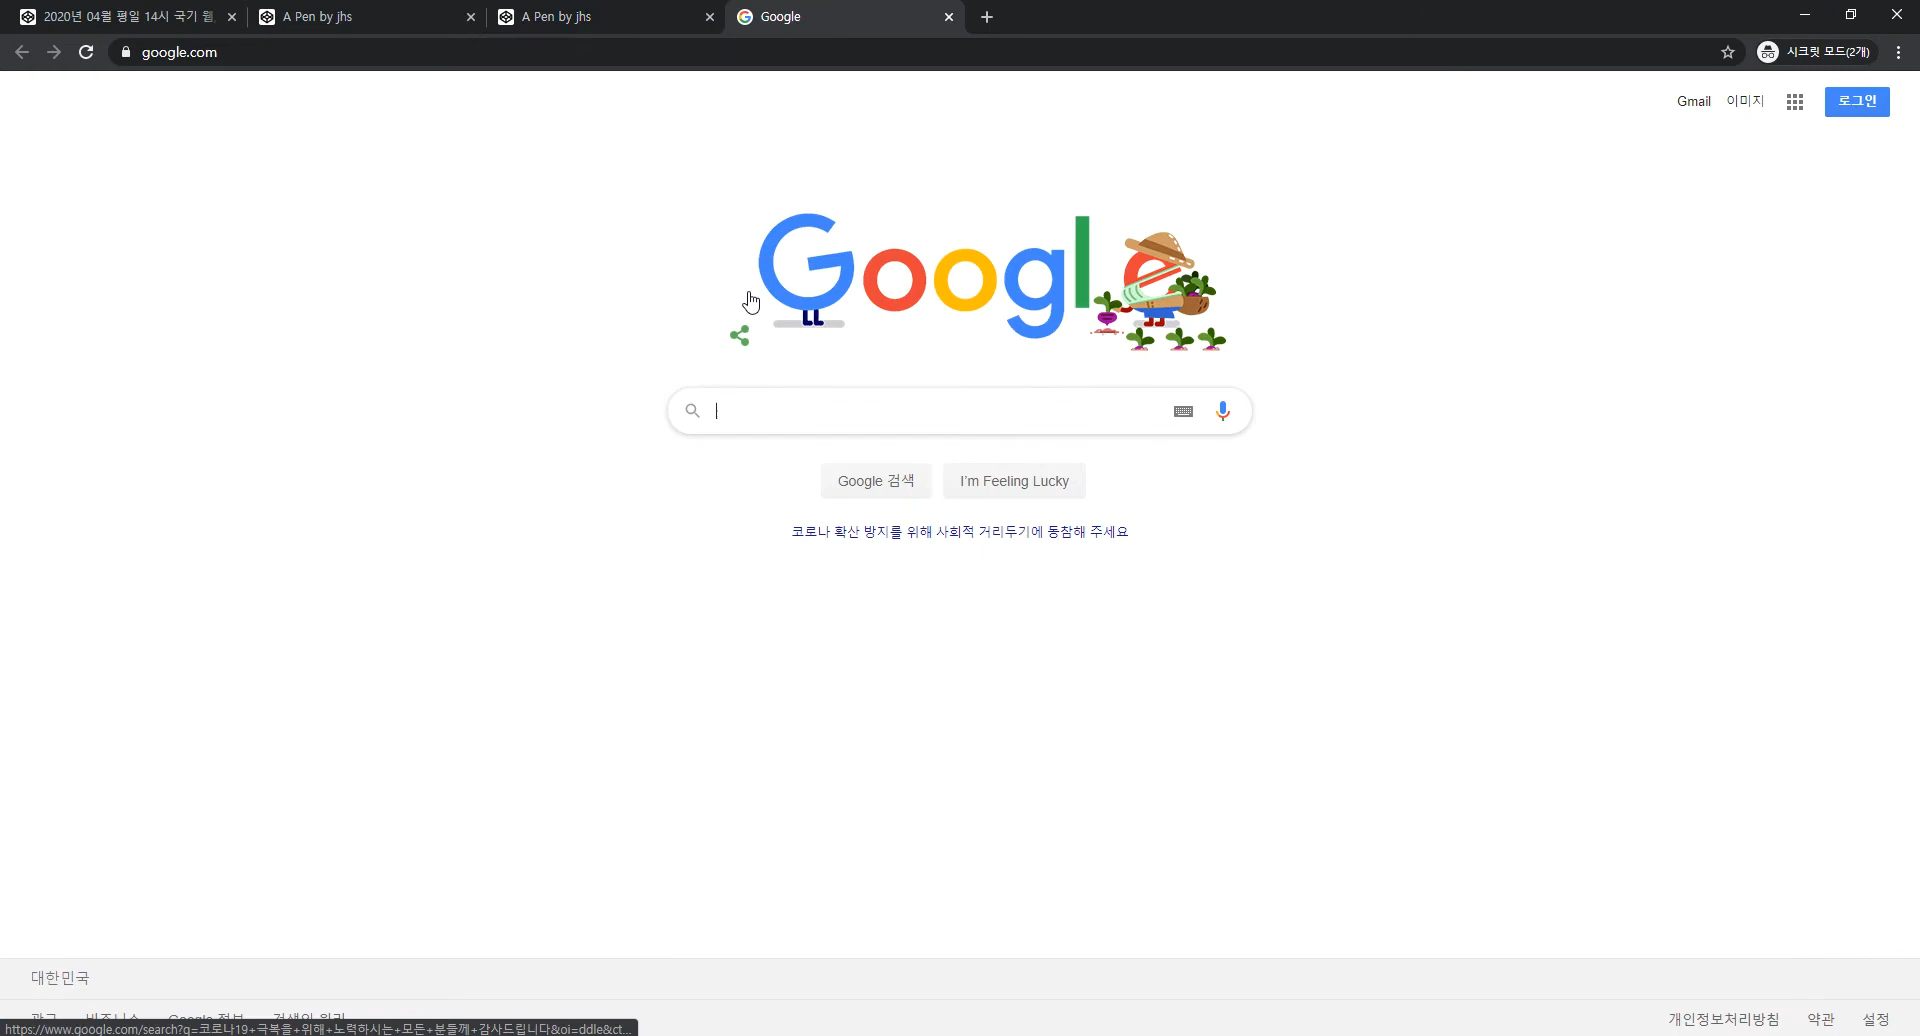 2020년 04월 평일 14시 국기 웹
A Pen by jhs
A Pen by jhs
Google
google.com
시크릿 모드(2개)
Gmail
이미지
로그인
Google
Google 검색
I'm Feeling Lucky
코로나 확산 방지를 위해 사회적 거리두기에 동참해 주세요
대한민국
광고 비즈니스 Google 정보 검색의 원리
개인정보처리방침 약관 설정
https://www.google.com/search?q=코로나19+극복을+위해+노력하시는+모든+분들께+감사드립니다&oi=ddle&ct...